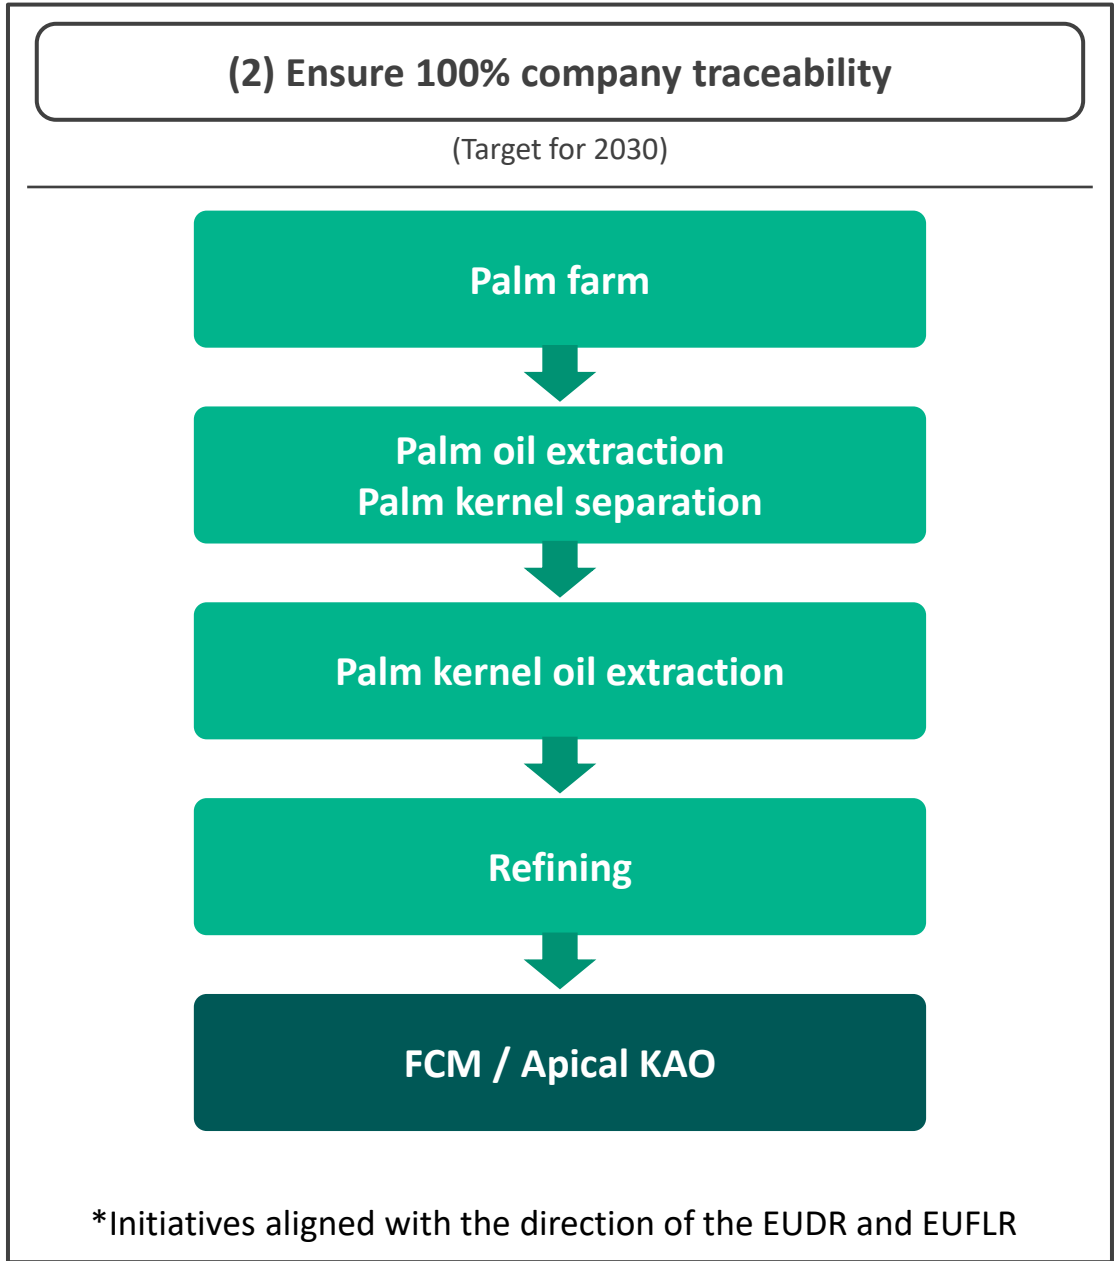 (2) Ensure 100% company traceability
(Target for 2030)
Palm farm
Palm oil extraction
Palm kernel separation
Palm kernel oil extraction
Refining
FCM / Apical KAO
*Initiatives aligned with the direction of the EUDR and EUFLR